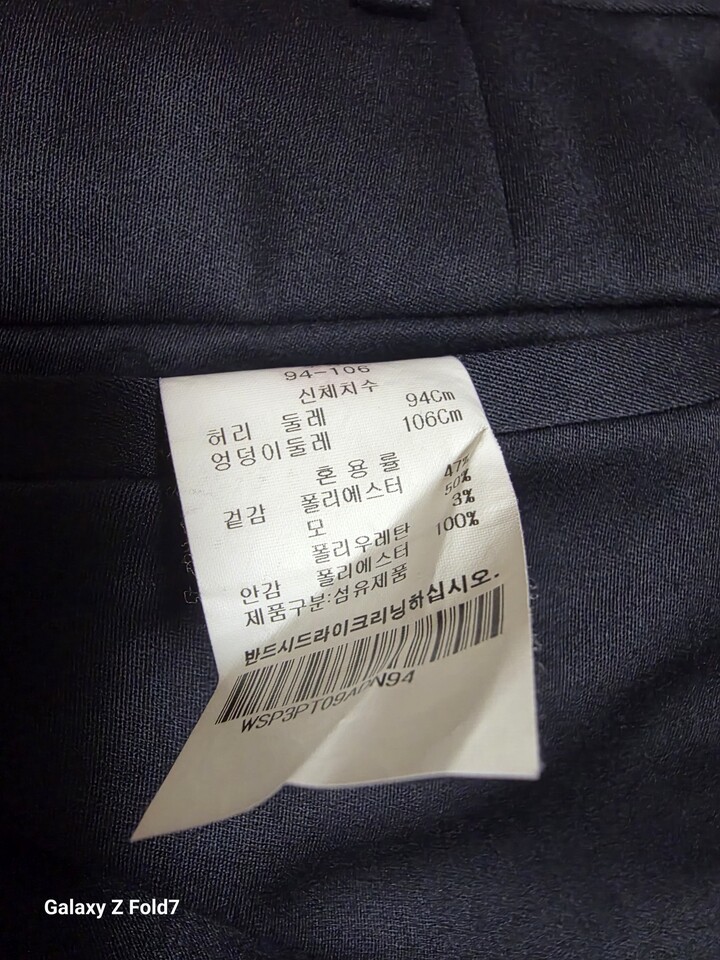 94-106
신체치수
허리 둘레 94Cm
엉덩이둘레 106Cm
혼 용 률
겉감 폴리에스터 47%
모 50%
폴리우레탄 3%
안감 폴리에스터 100%
제품구분:섬유제품
반드시드라이크리닝하십시오.
Galaxy Z Fold7